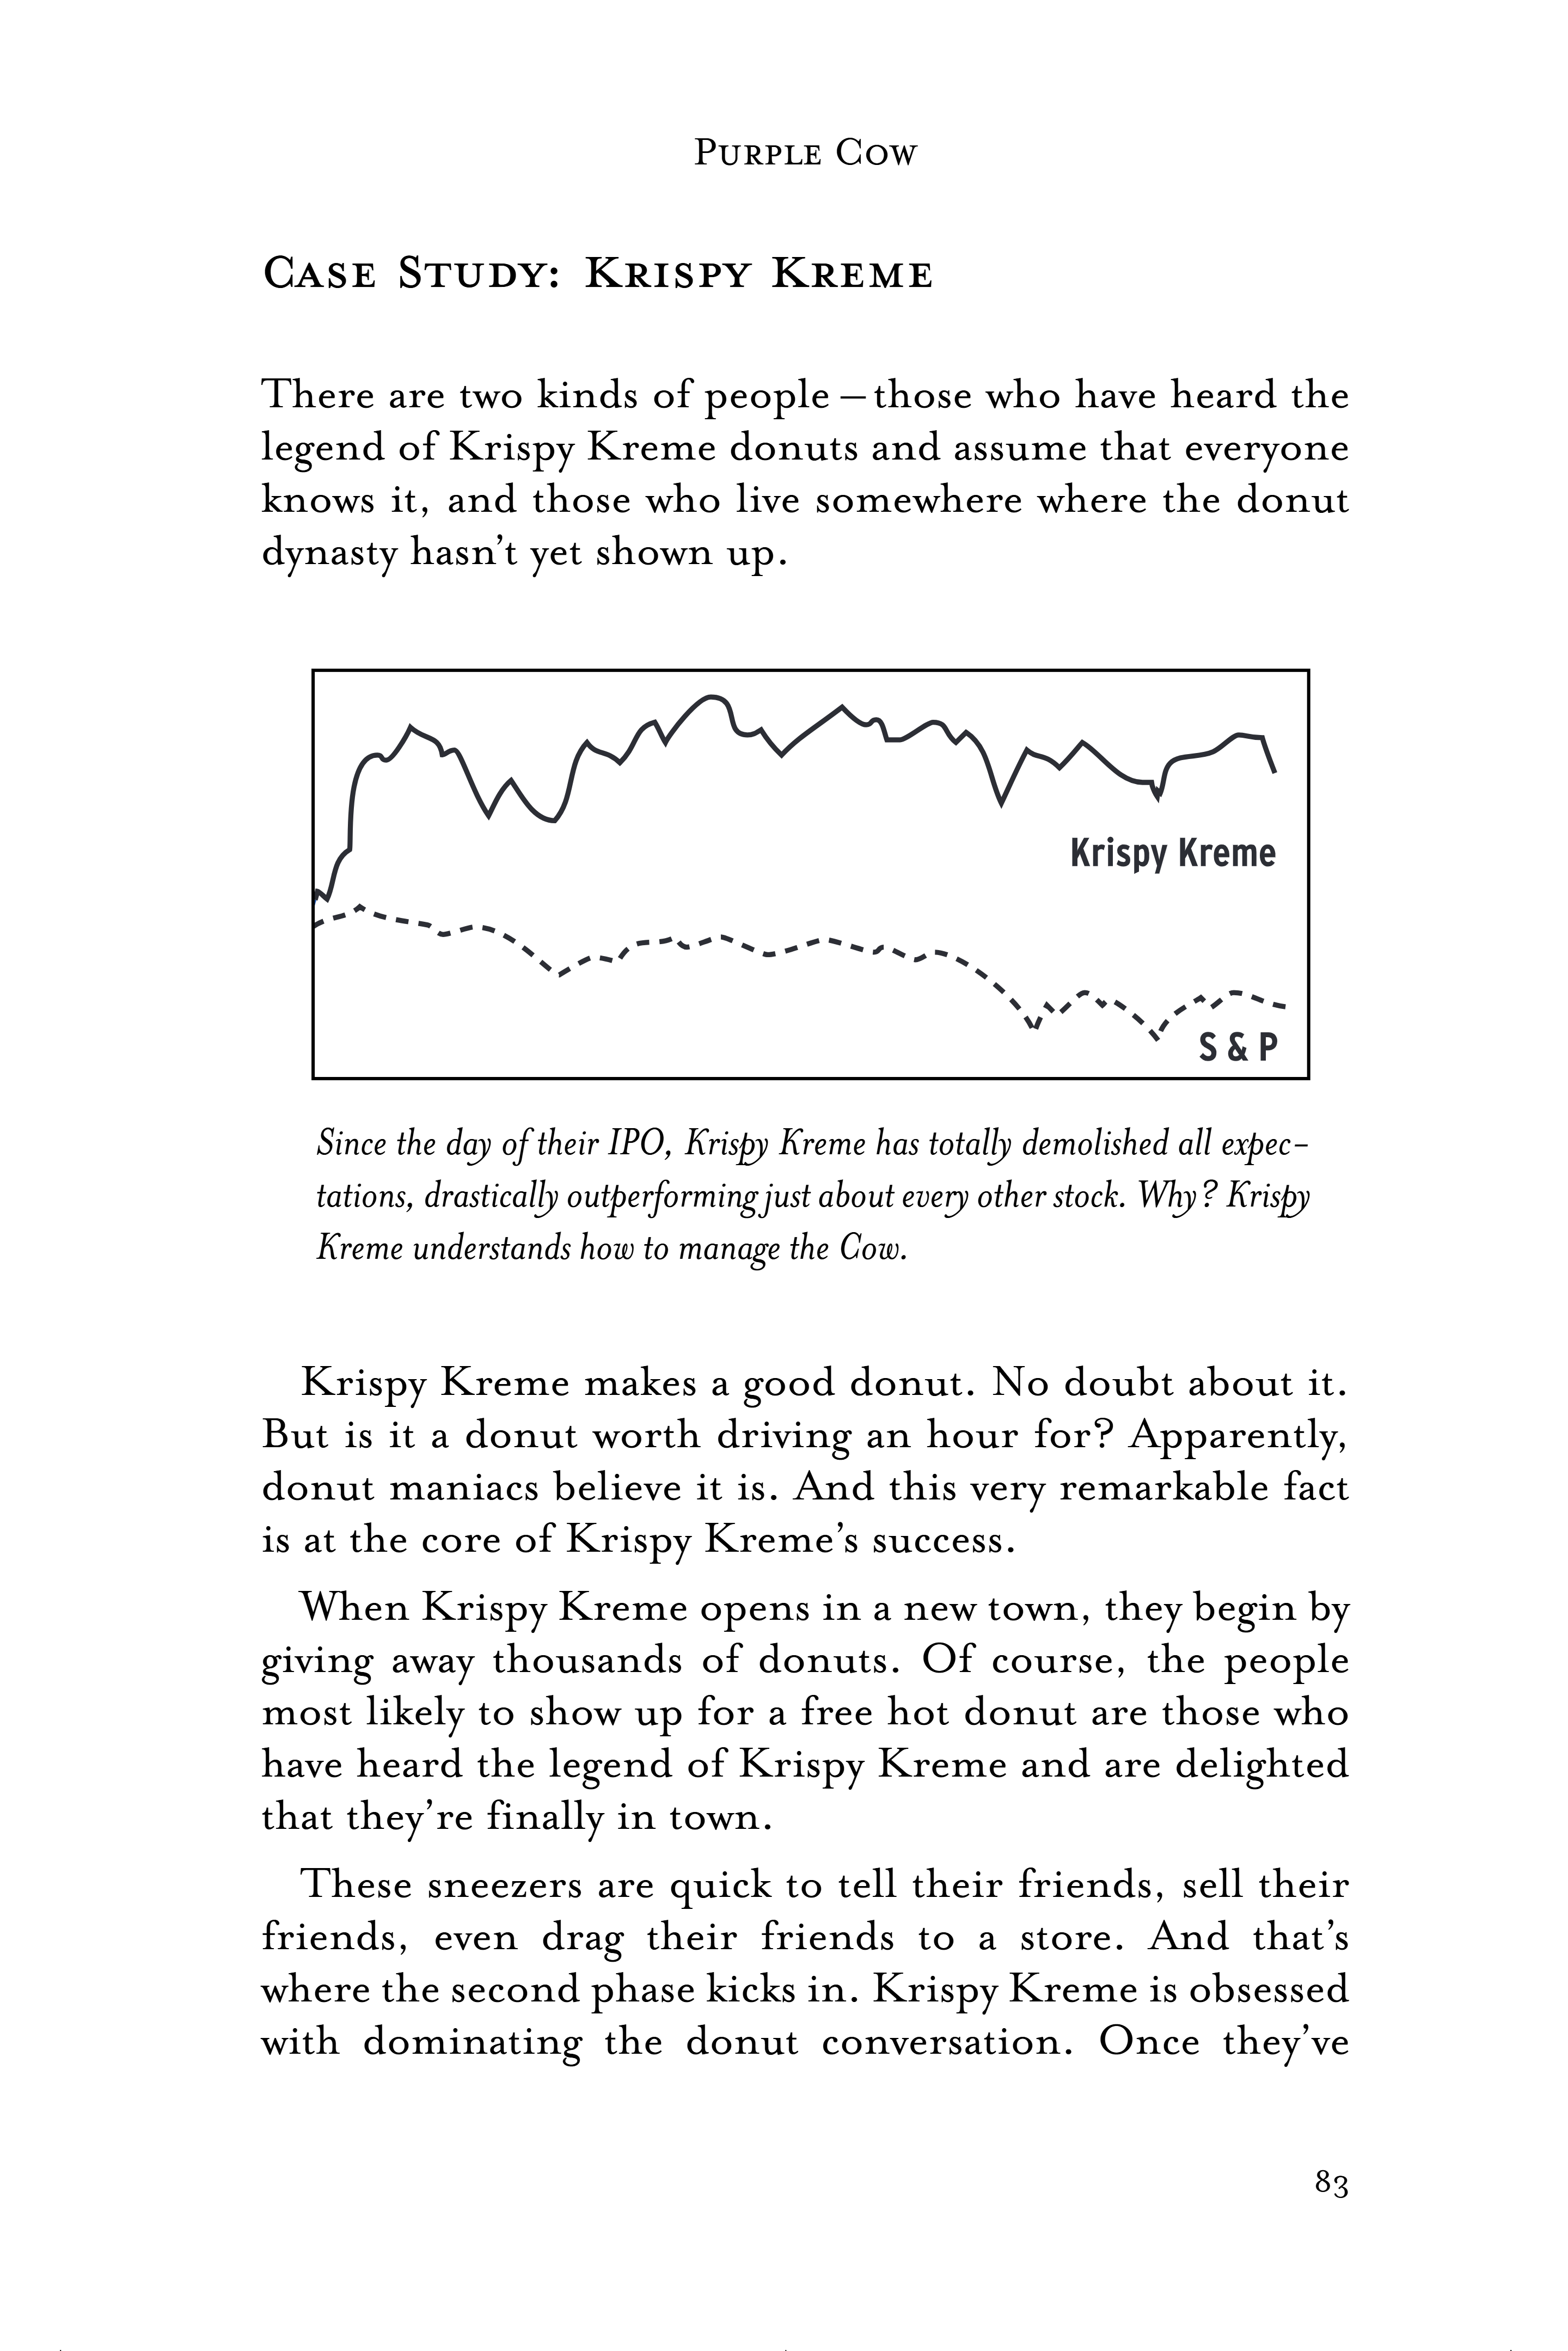 Purple Cow
Case Study: Krispy Kreme
There are two kinds of people – those who have heard the
legend of Krispy Kreme donuts and assume that everyone
knows it, and those who live somewhere where the donut
dynasty hasn’t yet shown up.
Krispy Kreme
S & P
Since the day of their IPO, Krispy Kreme has totally demolished all expec-
tations, drastically outperforming just about every other stock. Why? Krispy
Kreme understands how to manage the Cow.
Krispy Kreme makes a good donut. No doubt about it.
But is it a donut worth driving an hour for? Apparently,
donut maniacs believe it is. And this very remarkable fact
is at the core of Krispy Kreme’s success.
When Krispy Kreme opens in a new town, they begin by
giving away thousands of donuts. Of course, the people
most likely to show up for a free hot donut are those who
have heard the legend of Krispy Kreme and are delighted
that they’re finally in town.
These sneezers are quick to tell their friends, sell their
friends, even drag their friends to a store. And that’s
where the second phase kicks in. Krispy Kreme is obsessed
with dominating the donut conversation. Once they’ve
83